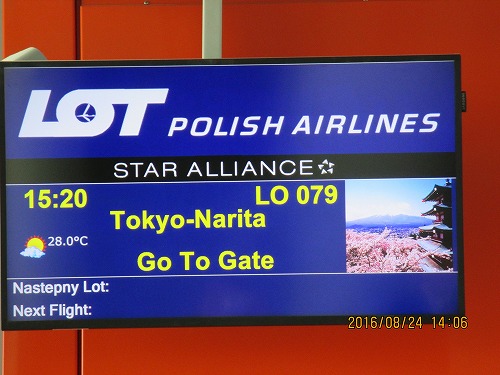 LOT POLISH AIRLINES
STAR ALLIANCE
15:20 LO 079
Tokyo-Narita
28.0°C
Go To Gate
Nastepny Lot:
Next Flight:
2016/08/24 14:06